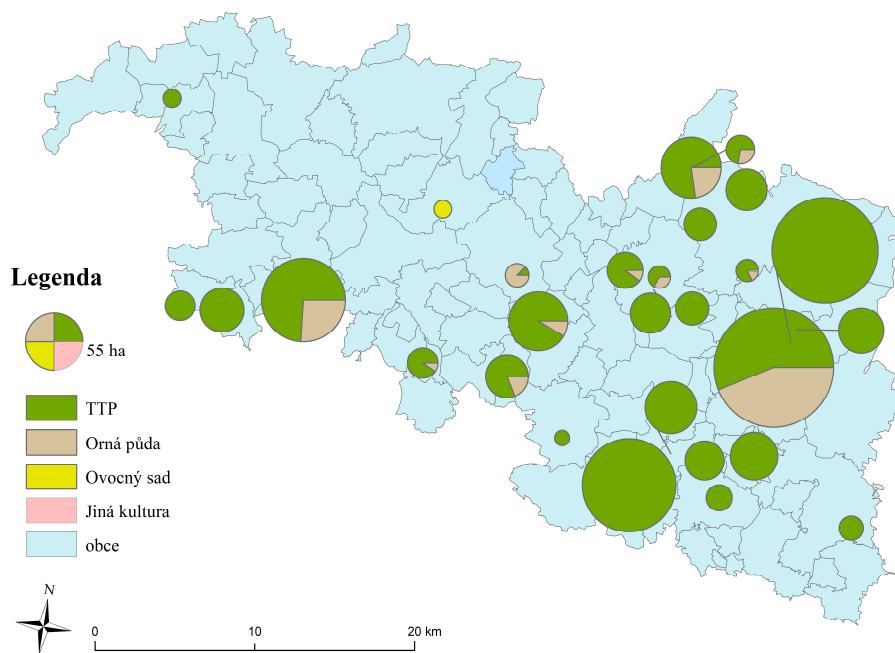 Legenda
55 ha
TTP
Orná půda
Ovocný sad
Jiná kultura
obce
N
0 10 20 km